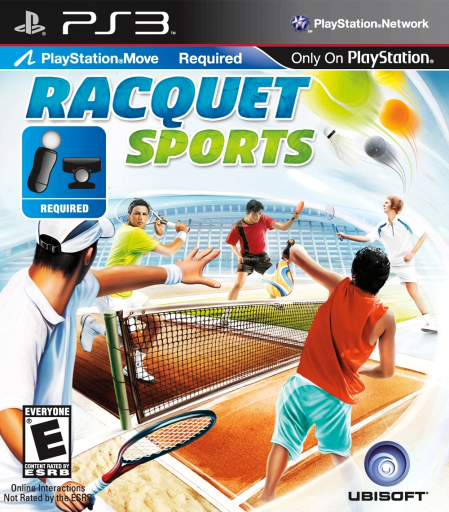 PS3™
PlayStation®Network
PlayStation®Move Required
Only On PlayStation®
RACQUET
SPORTS
REQUIRED
EVERYONE
E
CONTENT RATED BY
ESRB
Online Interactions
Not Rated by the ESRB
UBISOFT®